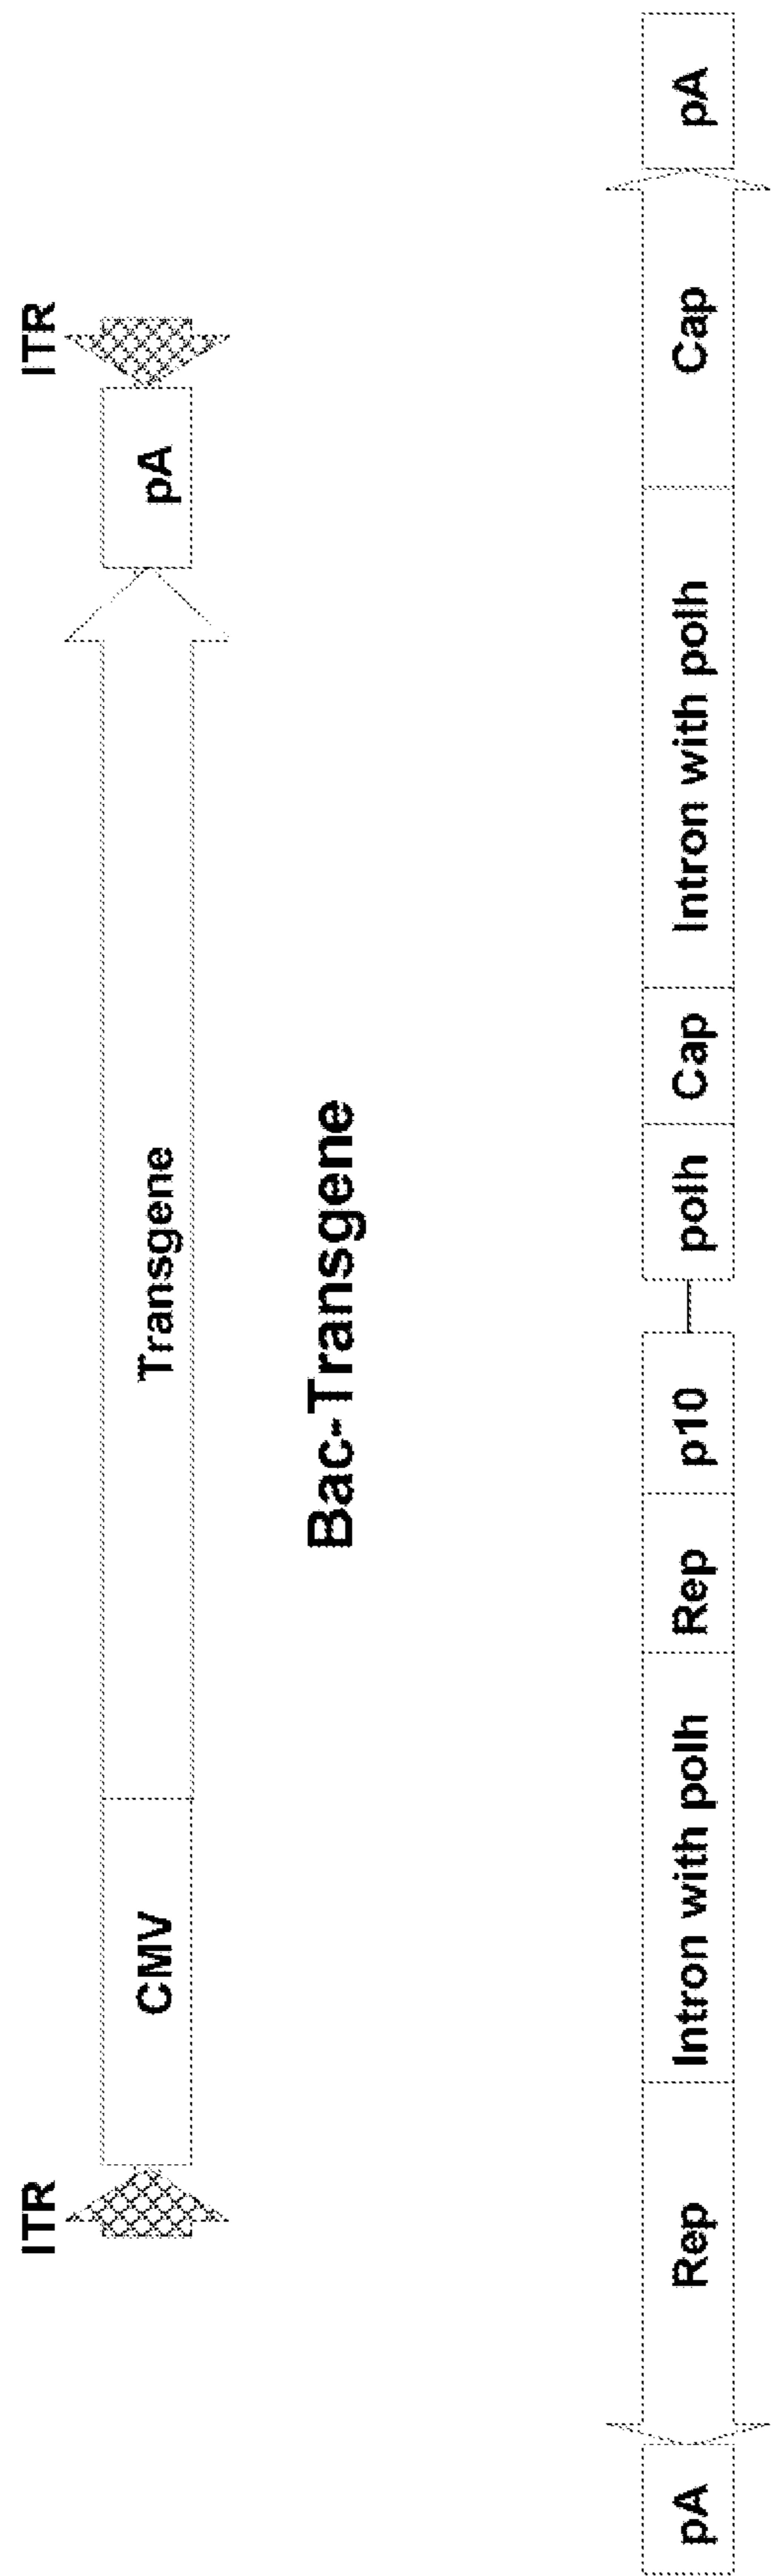 ITR
ITR
CMV
Transgene
pA
Bac-Transgene
pA
Rep
Intron with polh
Rep
p10
polh
Cap
Intron with polh
Cap
pA